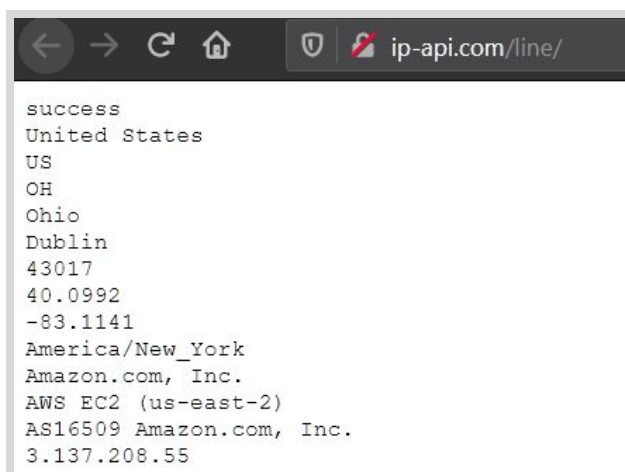 ip-api.com/line/
success
United States
US
OH
Ohio
Dublin
43017
40.0992
-83.1141
America/New_York
Amazon.com, Inc.
AWS EC2 (us-east-2)
AS16509 Amazon.com, Inc.
3.137.208.55